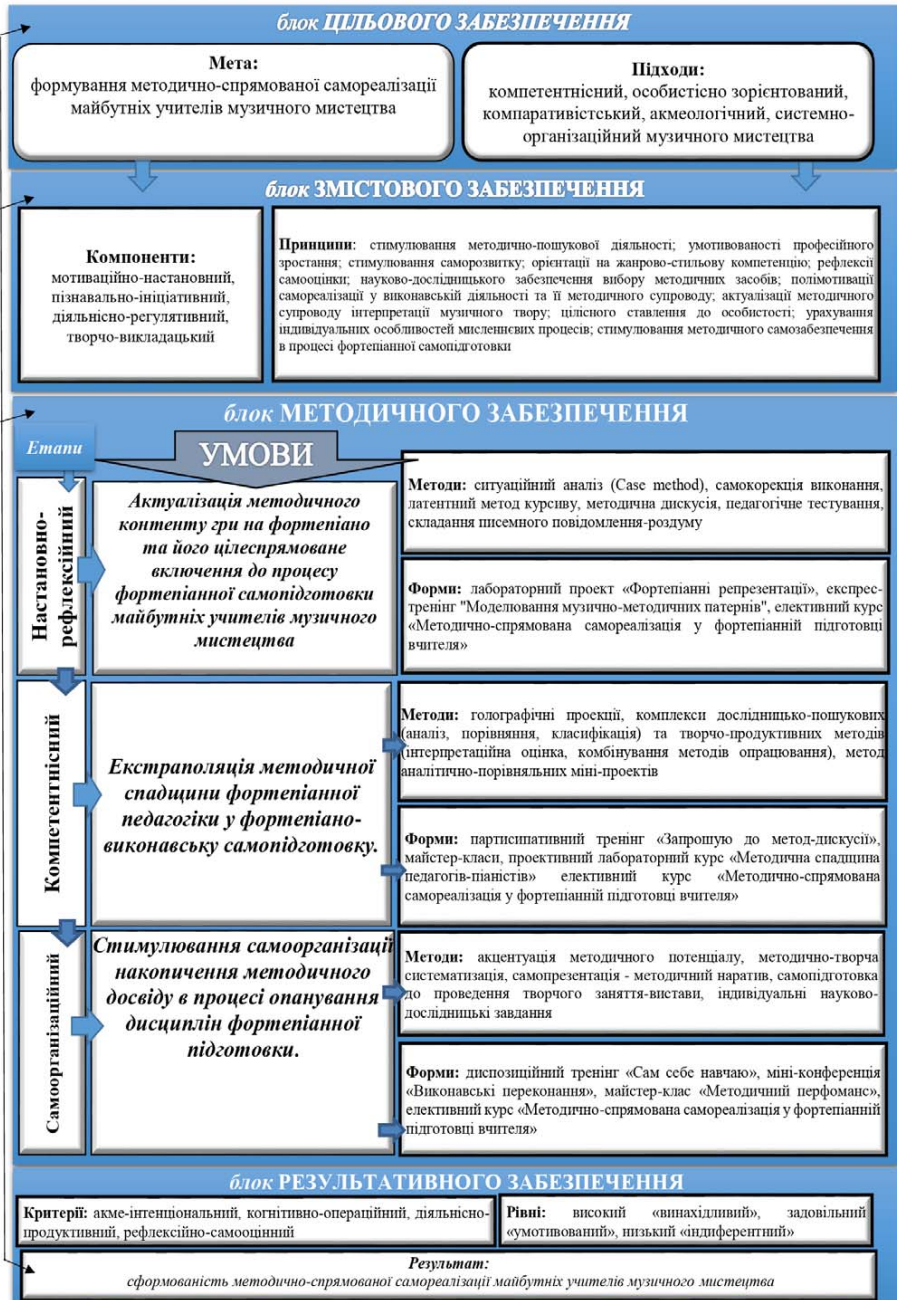 блок ЦІЛЬОВОГО ЗАБЕЗПЕЧЕННЯ
Мета:
формування методично-спрямованої самореалізації
майбутніх учителів музичного мистецтва
Підходи:
компетентнісний, особистісно зорієнтований,
компаративістський, акмеологічний, системно-
організаційний музичного мистецтва
блок ЗМІСТОВОГО ЗАБЕЗПЕЧЕННЯ
Компоненти:
мотиваційно-настановний,
пізнавально-ініціативний,
діяльнісно-регулятивний,
творчо-викладацький
Принципи: стимулювання методично-пошукової діяльності; умотивованості професійного
зростання; стимулювання саморозвитку; орієнтації на жанрово-стильову компетенцію; рефлексії
самооцінки; науково-дослідницького забезпечення вибору методичних засобів; полімотивації
самореалізації у виконавській діяльності та її методичного супроводу; актуалізації методичного
супроводу інтерпретації музичного твору; цілісного ставлення до особистості; урахування
індивідуальних особливостей мисленнєвих процесів; стимулювання методичного самозабезпечення
в процесі фортепіанної самопідготовки
блок МЕТОДИЧНОГО ЗАБЕЗПЕЧЕННЯ
Етапи
УМОВИ
Настановно-
рефлексійний
Актуалізація методичного
контенту гри на фортепіано
та його цілеспрямоване
включення до процесу
фортепіанної самопідготовки
майбутніх учителів музичного
мистецтва
Методи: ситуаційний аналіз (Case method), самокорекція виконання,
латентний метод курсиву, методична дискусія, педагогічне тестування,
складання писемного повідомлення-роздуму
Форми: лабораторний проект «Фортепіанні репрезентації», експрес-
тренінг "Моделювання музично-методичних патернів", елективний курс
«Методично-спрямована самореалізація у фортепіанній підготовці
вчителя»
Компетентнісний
Екстраполяція методичної
спадщини фортепіанної
педагогіки у фортепіано-
виконавську самопідготовку.
Методи: голографічні проекції, комплекси дослідницько-пошукових
(аналіз, порівняння, класифікація) та творчо-продуктивних методів
(інтерпретаційна оцінка, комбінування методів опрацювання), метод
аналітично-порівняльних міні-проектів
Форми: партисипативний тренінг «Запрошую до метод-дискусії»,
майстер-класи, проективний лабораторний курс «Методична спадщина
педагогів-піаністів» елективний курс «Методично-спрямована
самореалізація у фортепіанній підготовці вчителя»
Самоорганізаційний
Стимулювання самоорганізації
накопичення методичного
досвіду в процесі опанування
дисциплін фортепіанної
підготовки.
Методи: акцентуація методичного потенціалу, методично-творча
систематизація, самопрезентація - методичний наратив, самопідготовка
до проведення творчого заняття-вистави, індивідуальні науково-
дослідницькі завдання
Форми: диспозиційний тренінг «Сам себе навчаю», міні-конференція
«Виконавські переконання», майстер-клас «Методичний перфоманс»,
елективний курс «Методично-спрямована самореалізація у фортепіанній
підготовці вчителя»
блок РЕЗУЛЬТАТИВНОГО ЗАБЕЗПЕЧЕННЯ
Критерії: акме-інтенціональний, когнітивно-операційний, діяльнісно-
продуктивний, рефлексійно-самооцінний
Рівні: високий «винахідливий», задовільний
«умотивований», низький «індиферентний»
Результат:
сформованість методично-спрямованої самореалізації майбутніх учителів музичного мистецтва